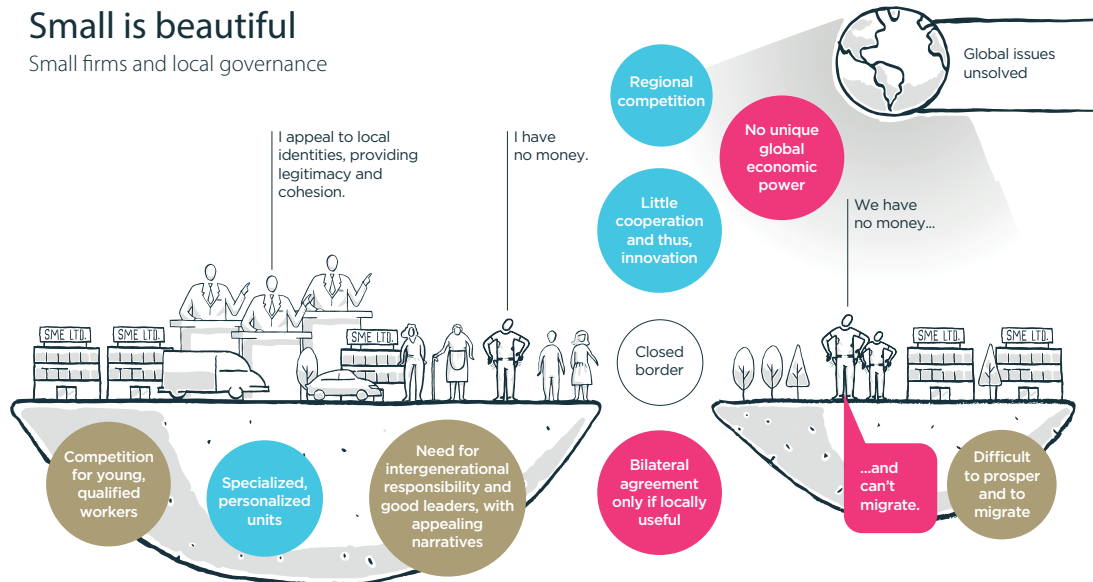 Small is beautiful
Small firms and local governance
Global issues
unsolved
Regional
competition
No unique
global
economic
power
I appeal to local
identities, providing
legitimacy and
cohesion.
I have
no money.
Little
cooperation
and thus,
innovation
We have
no money...
SME LTD.
SME LTD.
SME LTD.
Closed
border
SME LTD.
SME LTD.
Competition
for young,
qualified
workers
Specialized,
personalized
units
Need for
intergenerational
responsibility and
good leaders, with
appealing
narratives
Bilateral
agreement
only if locally
useful
...and
can't
migrate.
Difficult
to prosper
and to
migrate